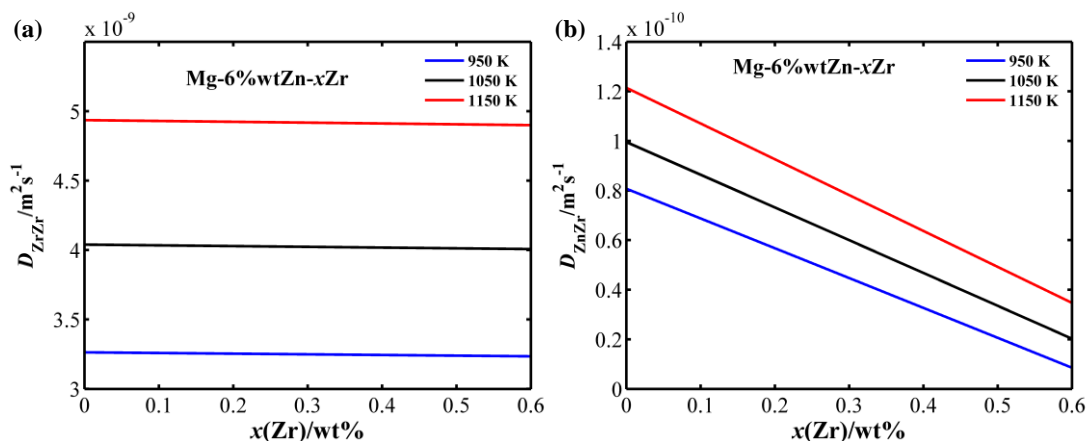 (a)
x 10⁻⁹
Mg-6%wtZn-xZr
950 K
1050 K
1150 K
5
4.5
4
3.5
3
D_ZrZr/m²s⁻¹
0 0.1 0.2 0.3 0.4 0.5 0.6
x(Zr)/wt%
(b)
x 10⁻¹⁰
Mg-6%wtZn-xZr
950 K
1050 K
1150 K
1.4
1.2
1
0.8
0.6
0.4
0.2
0
D_ZnZr/m²s⁻¹
0 0.1 0.2 0.3 0.4 0.5 0.6
x(Zr)/wt%